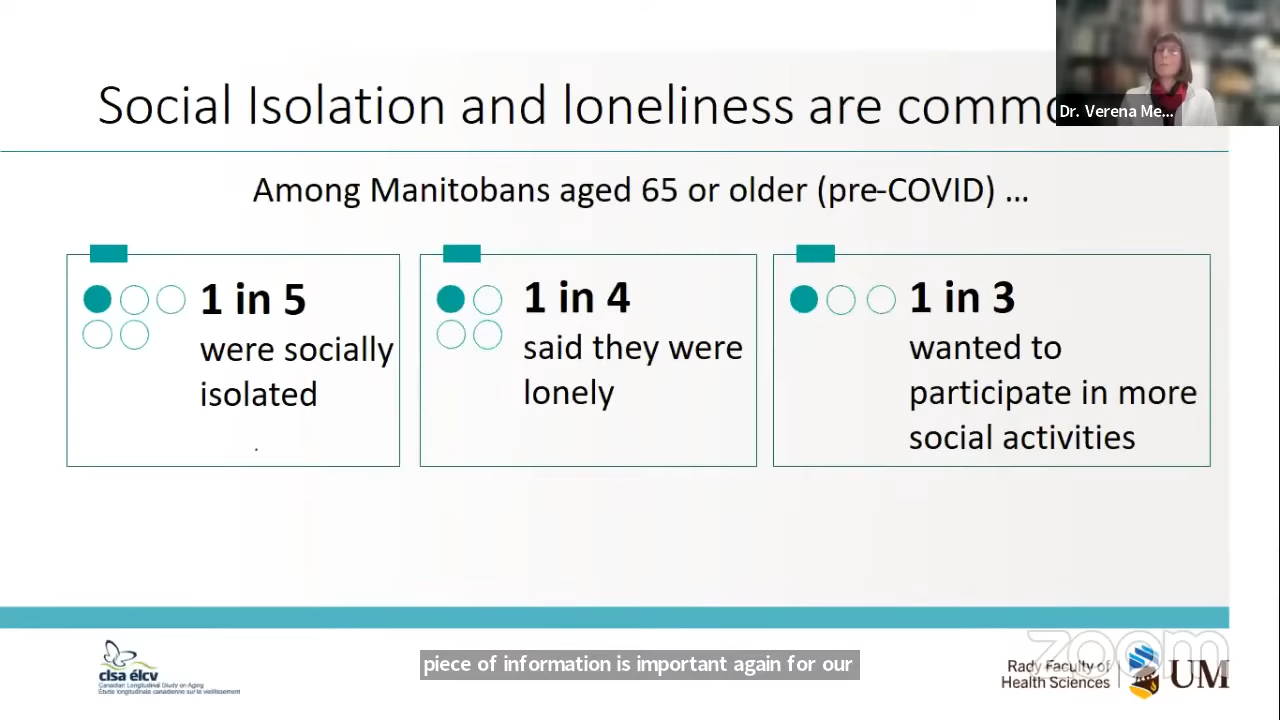 Social Isolation and loneliness are commo
Dr. Verena Me...
Among Manitobans aged 65 or older (pre-COVID) ...
1 in 5
were socially
isolated
1 in 4
said they were
lonely
1 in 3
wanted to
participate in more
social activities
clsa élcv
Canadian Longitudinal Study on Aging
Étude longitudinale canadienne sur le vieillissement
piece of information is important again for our
zoom
Rady Faculty of
Health Sciences
UM